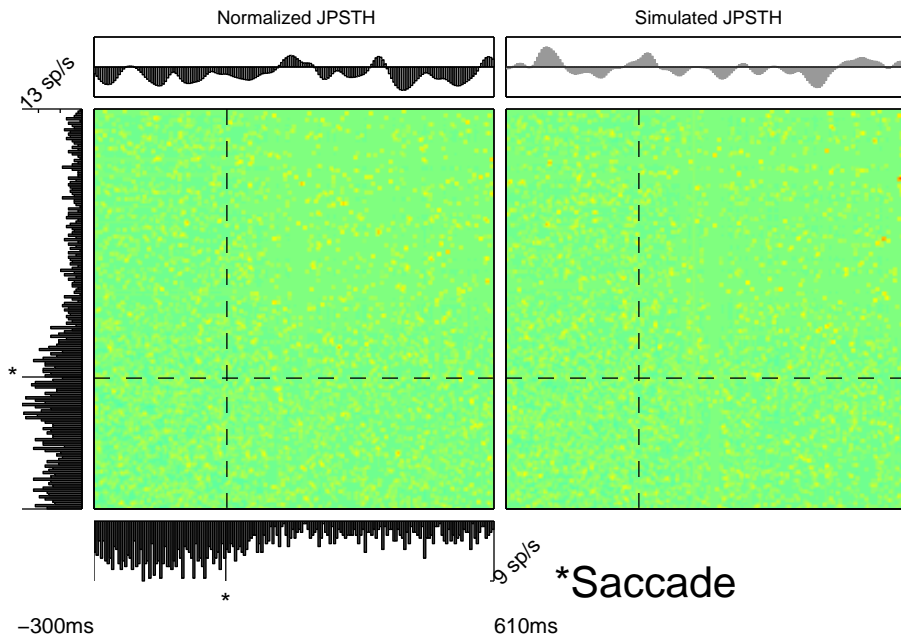 Normalized JPSTH
Simulated JPSTH
13 sp/s
*
9 sp/s
*Saccade
*
−300ms
610ms